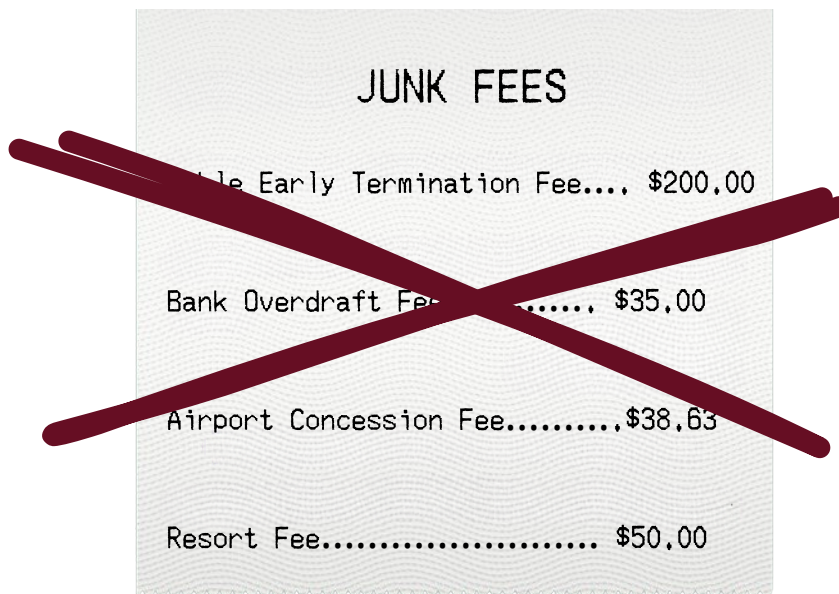 JUNK FEES
Early Termination Fee.... $200.00
Bank Overdraft Fee....... $35.00
Airport Concession Fee..........$38.63
Resort Fee....................... $50.00